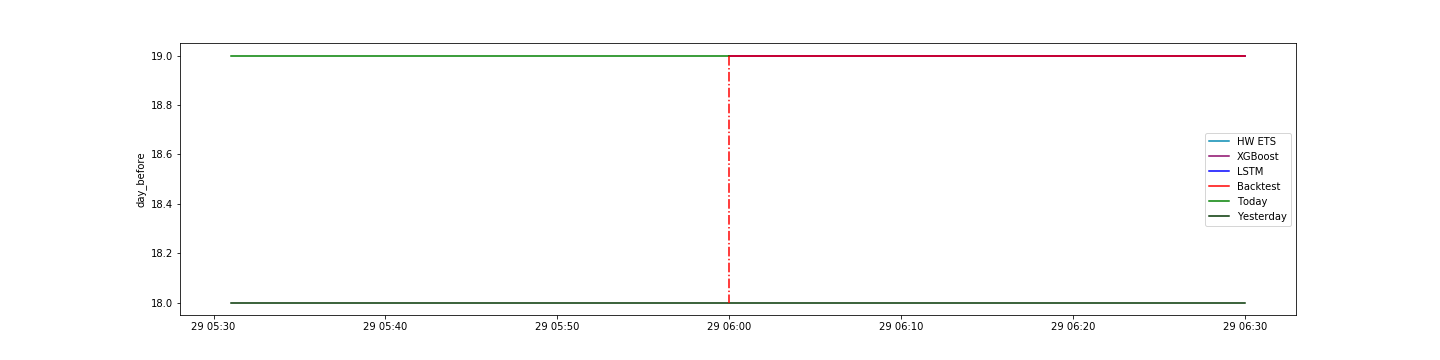 19.0
18.8
18.6
18.4
18.2
18.0
day_before
HW ETS
XGBoost
LSTM
Backtest
Today
Yesterday
29 05:30 29 05:40 29 05:50 29 06:00 29 06:10 29 06:20 29 06:30